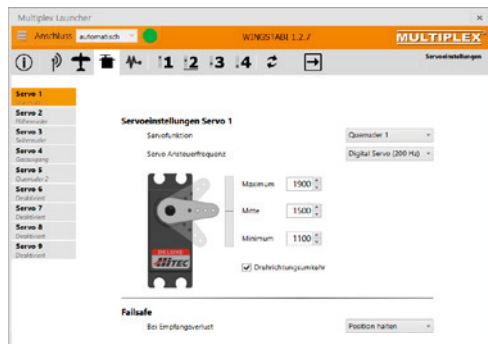 Multiplex Launcher
Anschluss automatisch WINGSTABI 1.2.7 MULTIPLEX
1 2 3 4
Servoeinstellungen
Servo 1
Querruder
Servo 2
Höhenruder
Servo 3
Seitenruder
Servo 4
Gasausgang
Servo 5
Querruder 2
Servo 6
Deaktiviert
Servo 7
Deaktiviert
Servo 8
Deaktiviert
Servo 9
Deaktiviert
Servoeinstellungen Servo 1
Servofunktion Querruder 1
Servo Ansteuerfrequenz Digital Servo (200 Hz)
Maximum 1900
Mitte 1500
Minimum 1100
HITEC
Drehrichtungsumkehr
Failsafe
Bei Empfangsverlust Position halten